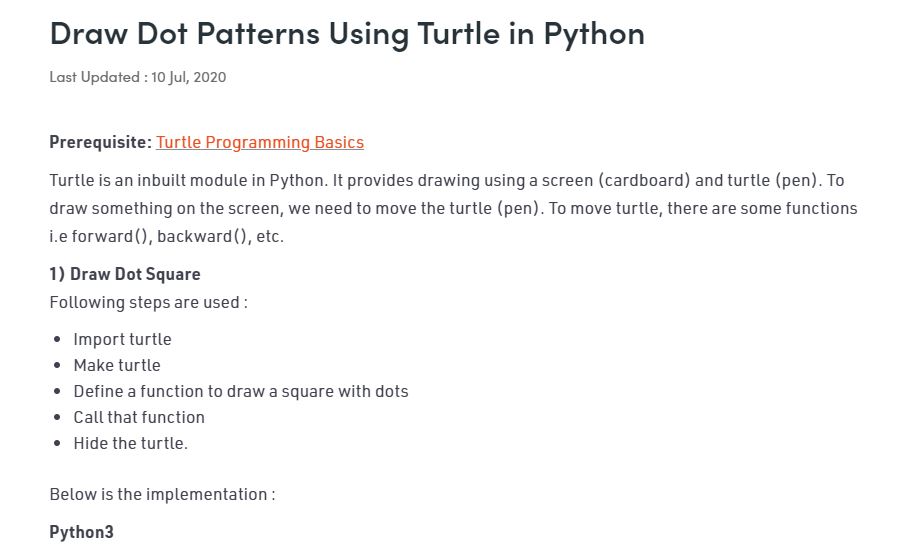 Draw Dot Patterns Using Turtle in Python
Last Updated : 10 Jul, 2020
Prerequisite: Turtle Programming Basics
Turtle is an inbuilt module in Python. It provides drawing using a screen (cardboard) and turtle (pen). To
draw something on the screen, we need to move the turtle (pen). To move turtle, there are some functions
i.e forward(), backward(), etc.
1) Draw Dot Square
Following steps are used :
• Import turtle
• Make turtle
• Define a function to draw a square with dots
• Call that function
• Hide the turtle.
Below is the implementation :
Python3